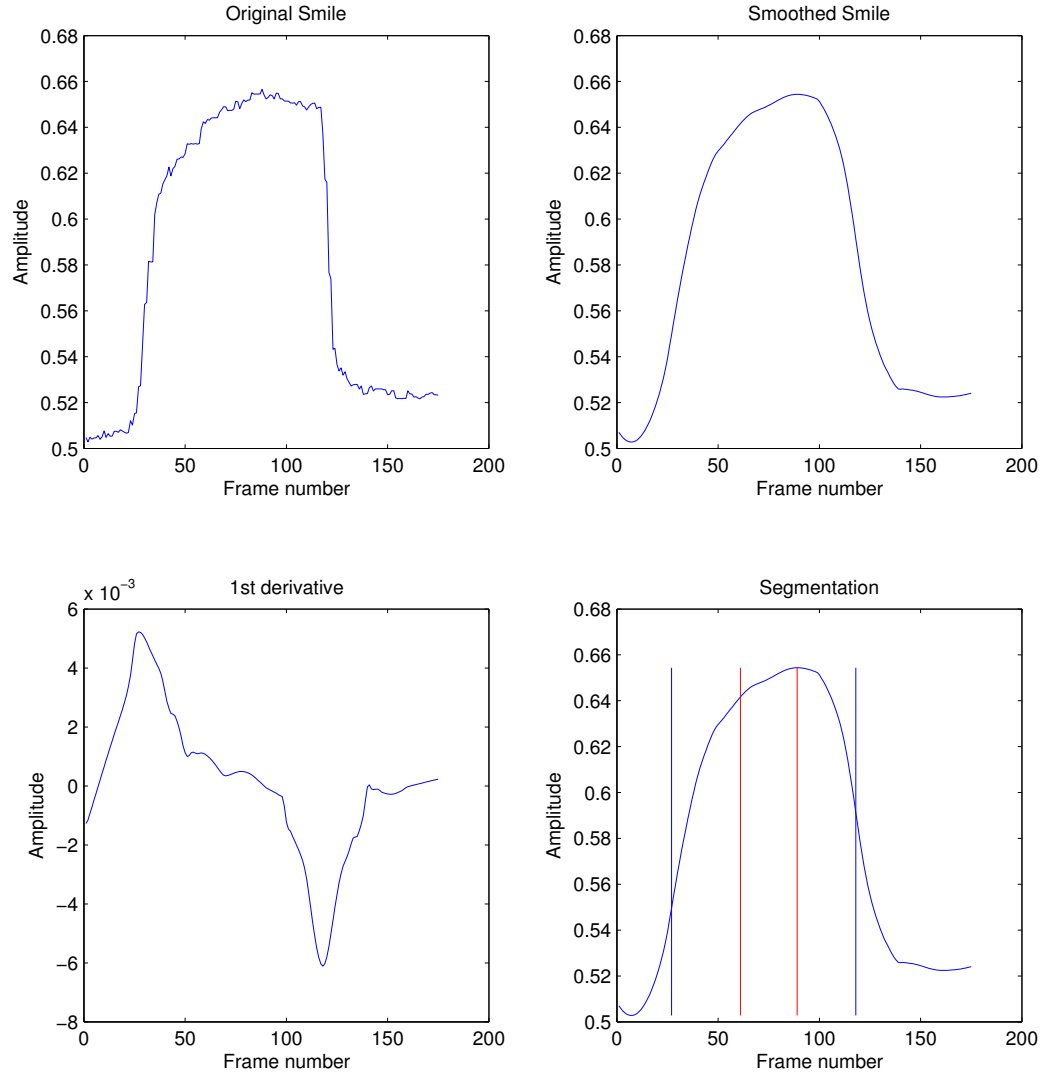 Original Smile
0.68
0.66
0.64
0.62
0.6
0.58
0.56
0.54
0.52
0.5
Amplitude
0 50 100 150 200
Frame number
Smoothed Smile
0.68
0.66
0.64
0.62
0.6
0.58
0.56
0.54
0.52
0.5
Amplitude
0 50 100 150 200
Frame number
1st derivative
x 10⁻³
6
4
2
0
−2
−4
−6
−8
Amplitude
0 50 100 150 200
Frame number
Segmentation
0.68
0.66
0.64
0.62
0.6
0.58
0.56
0.54
0.52
0.5
Amplitude
0 50 100 150 200
Frame number